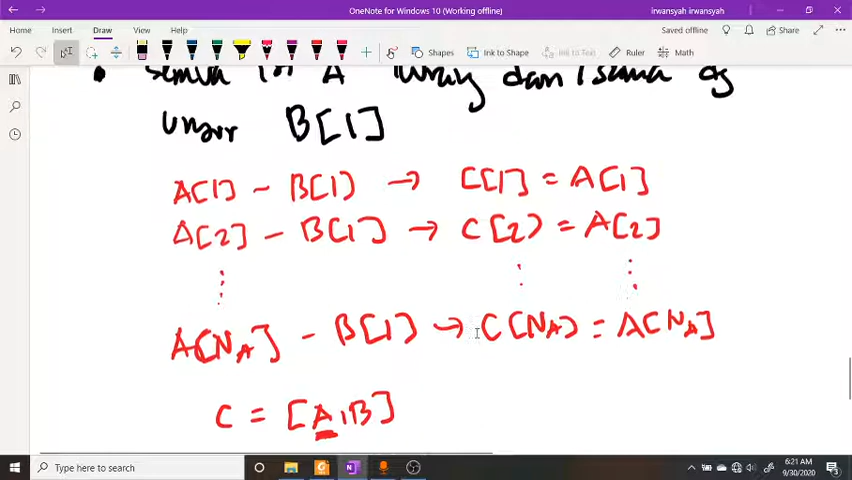 OneNote for Windows 10 (Working offline)
irwansyah irwansyah
Home Insert Draw View Help
Saved offline Share
Shapes Ink to Shape Ink to Text Ruler Math
A dan
unsur B[1]
A[1] - B[1] → C[1] = A[1]
A[2] - B[1] → C[2) = A[2]
⋮ ⋮ ⋮
A[NA] - B[1] → C[NA) = A[NA]
C = [A, B]
Type here to search
6:21 AM
9/30/2020
3